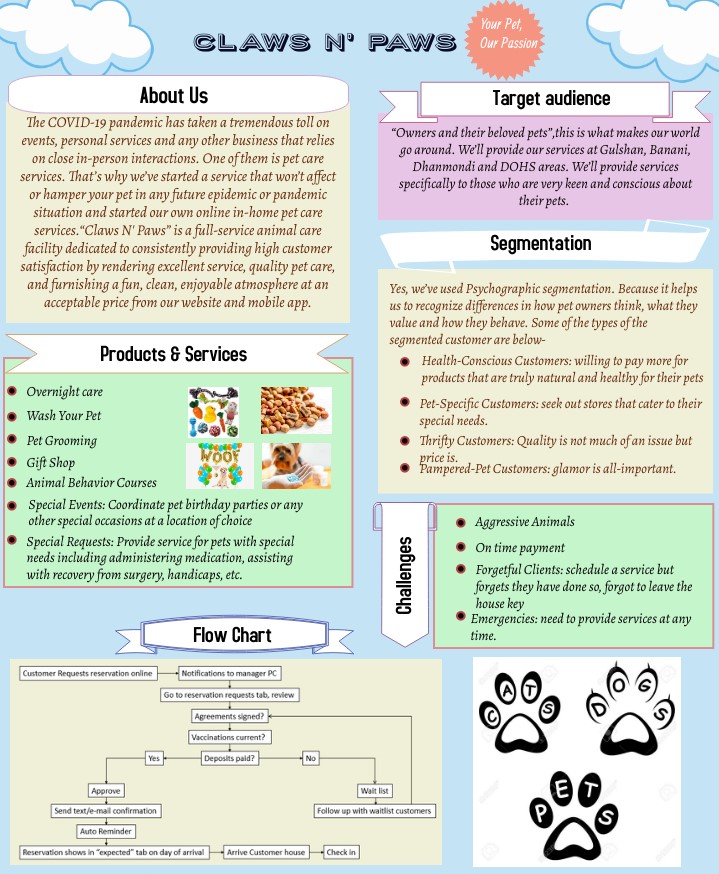 CLAWS N' PAWS
Your Pet,
Our Passion
About Us
The COVID-19 pandemic has taken a tremendous toll on
events, personal services and any other business that relies
on close in-person interactions. One of them is pet care
services. That's why we've started a service that won't affect
or hamper your pet in any future epidemic or pandemic
situation and started our own online in-home pet care
services.“Claws N' Paws” is a full-service animal care
facility dedicated to consistently providing high customer
satisfaction by rendering excellent service, quality pet care,
and furnishing a fun, clean, enjoyable atmosphere at an
acceptable price from our website and mobile app.
Products & Services
Overnight care
Wash Your Pet
Pet Grooming
Gift Shop
Animal Behavior Courses
Special Events: Coordinate pet birthday parties or any
other special occasions at a location of choice
Special Requests: Provide service for pets with special
needs including administering medication, assisting
with recovery from surgery, handicaps, etc.
WOOF
Target audience
“Owners and their beloved pets”,this is what makes our world
go around. We'll provide our services at Gulshan, Banani,
Dhanmondi and DOHS areas. We'll provide services
specifically to those who are very keen and conscious about
their pets.
Segmentation
Yes, we've used Psychographic segmentation. Because it helps
us to recognize differences in how pet owners think, what they
value and how they behave. Some of the types of the
segmented customer are below-
Health-Conscious Customers: willing to pay more for
products that are truly natural and healthy for their pets
Pet-Specific Customers: seek out stores that cater to their
special needs.
Thrifty Customers: Quality is not much of an issue but
price is.
Pampered-Pet Customers: glamor is all-important.
Challenges
Aggressive Animals
On time payment
Forgetful Clients: schedule a service but
forgets they have done so, forgot to leave the
house key
Emergencies: need to provide services at any
time.
Flow Chart
Customer Requests reservation online
Notifications to manager PC
Go to reservation requests tab, review
Agreements signed?
Vaccinations current?
Yes
Deposits paid?
No
Approve
Wait list
Send text/e-mail confirmation
Follow up with waitlist customers
Auto Reminder
Reservation shows in “expected” tab on day of arrival
Arrive Customer house
Check in
CATS
DOGS
PETS